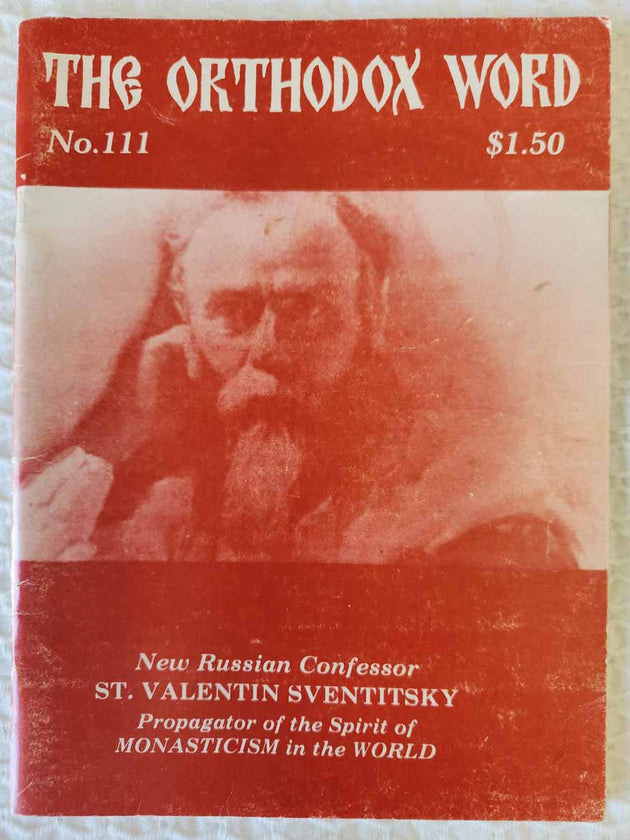 THE ORTHODOX WORD
No.111 $1.50
New Russian Confessor
ST. VALENTIN SVENTITSKY
Propagator of the Spirit of
MONASTICISM in the WORLD